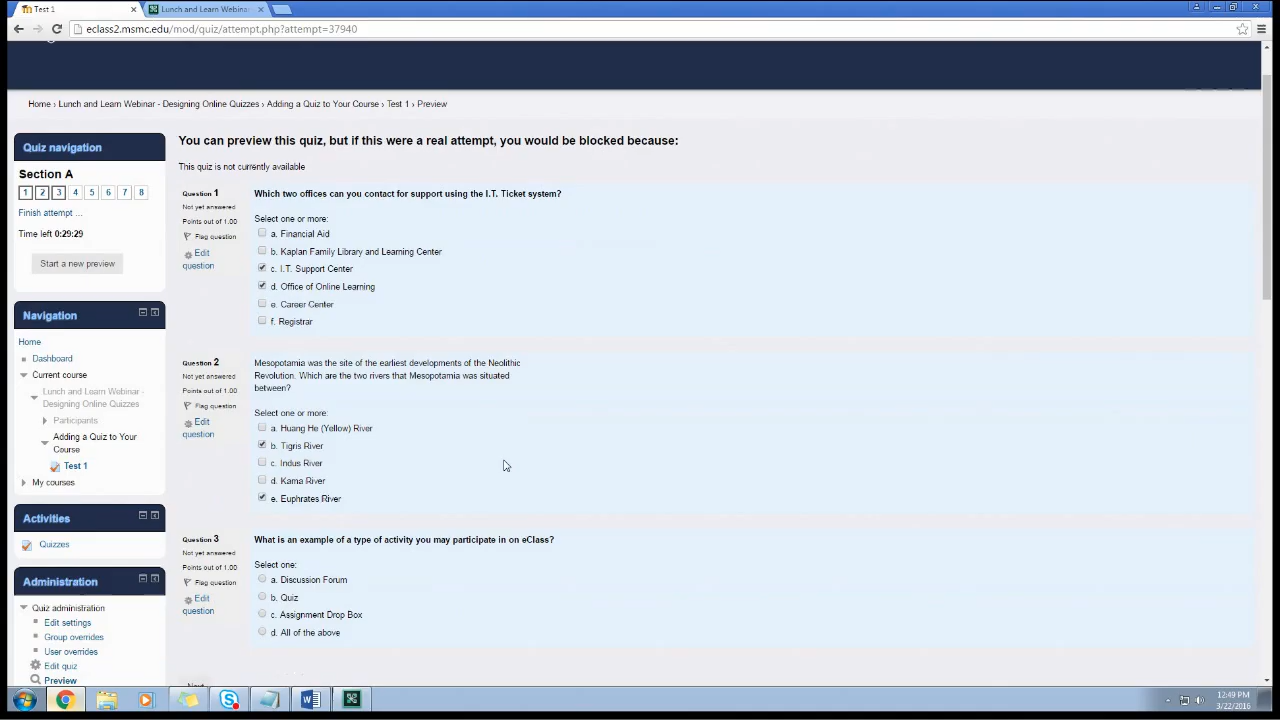 Test 1
Lunch and Learn Webinar
eclass2.msmc.edu/mod/quiz/attempt.php?attempt=37940
Home › Lunch and Learn Webinar - Designing Online Quizzes › Adding a Quiz to Your Course › Test 1 › Preview
Quiz navigation
Section A
1 2 3 4 5 6 7 8
Finish attempt ...
Time left 0:29:29
Start a new preview
Navigation
Home
Dashboard
Current course
Lunch and Learn Webinar -
Designing Online Quizzes
Participants
Adding a Quiz to Your
Course
Test 1
My courses
Activities
Quizzes
Administration
Quiz administration
Edit settings
Group overrides
User overrides
Edit quiz
Preview
You can preview this quiz, but if this were a real attempt, you would be blocked because:
This quiz is not currently available
Question 1
Not yet answered
Points out of 1.00
Flag question
Edit
question
Which two offices can you contact for support using the I.T. Ticket system?
Select one or more:
a. Financial Aid
b. Kaplan Family Library and Learning Center
c. I.T. Support Center
d. Office of Online Learning
e. Career Center
f. Registrar
Question 2
Not yet answered
Points out of 1.00
Flag question
Edit
question
Mesopotamia was the site of the earliest developments of the Neolithic
Revolution. Which are the two rivers that Mesopotamia was situated
between?
Select one or more:
a. Huang He (Yellow) River
b. Tigris River
c. Indus River
d. Kama River
e. Euphrates River
Question 3
Not yet answered
Points out of 1.00
Flag question
Edit
question
What is an example of a type of activity you may participate in on eClass?
Select one:
a. Discussion Forum
b. Quiz
c. Assignment Drop Box
d. All of the above
Next
12:49 PM
3/22/2016